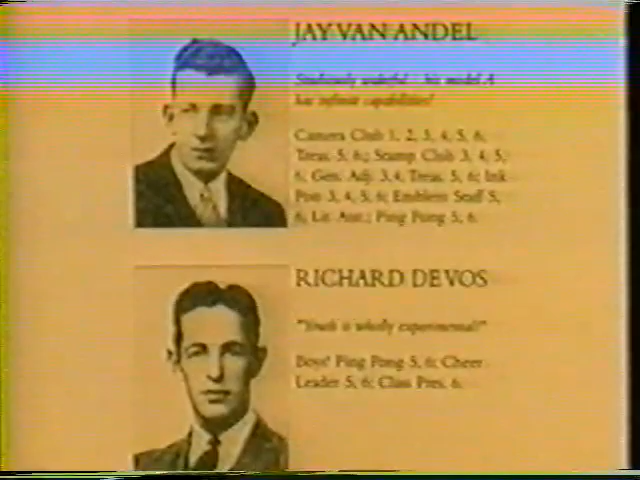 JAY VAN ANDEL
Studiously wakeful - his model A
has infinite capabilities!
Camera Club 1, 2, 3, 4, 5, 6,
Treas. 5, 6,; Stamp Club 3, 4, 5,
6, Gen. Adj. 3,4, Treas. 5, 6; Ink
Pot 3, 4, 5, 6; Emblem Staff 5,
6, Lit. Ann.; Ping Pong 5, 6.
RICHARD DEVOS
"Youth is wholly experimental!"
Boys' Ping Pong 5, 6; Cheer
Leader 5, 6; Class Pres. 6.